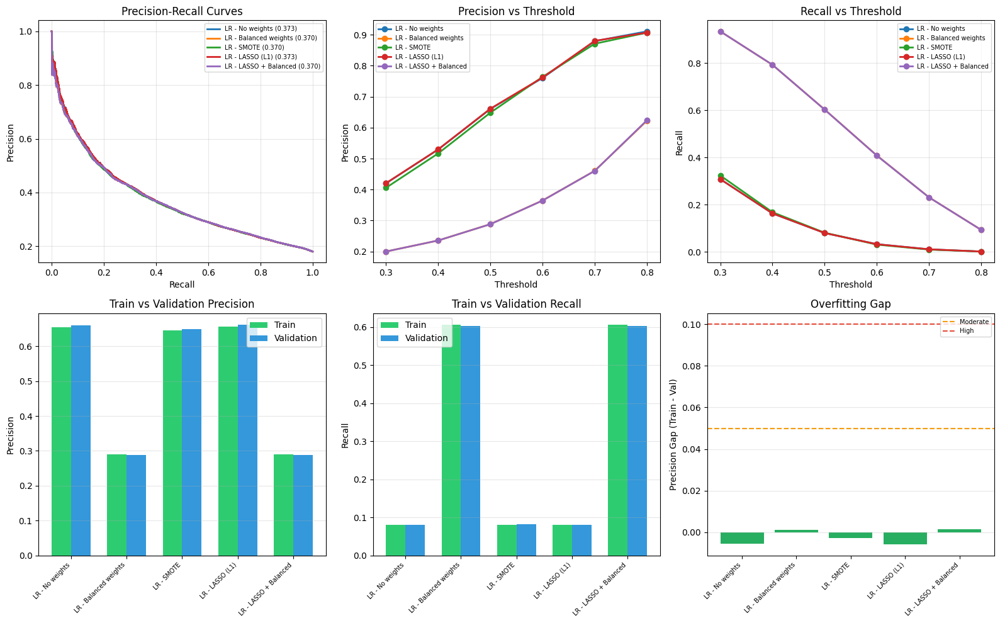 Precision-Recall Curves
1.0
0.8
0.6
0.4
0.2
Precision
LR - No weights (0.373)
LR - Balanced weights (0.370)
LR - SMOTE (0.370)
LR - LASSO (L1) (0.373)
LR - LASSO + Balanced (0.370)
0.0 0.2 0.4 0.6 0.8 1.0
Recall
Precision vs Threshold
0.9
0.8
0.7
0.6
0.5
0.4
0.3
0.2
Precision
LR - No weights
LR - Balanced weights
LR - SMOTE
LR - LASSO (L1)
LR - LASSO + Balanced
0.3 0.4 0.5 0.6 0.7 0.8
Threshold
Recall vs Threshold
0.8
0.6
0.4
0.2
0.0
Recall
LR - No weights
LR - Balanced weights
LR - SMOTE
LR - LASSO (L1)
LR - LASSO + Balanced
0.3 0.4 0.5 0.6 0.7 0.8
Threshold
Train vs Validation Precision
0.6
0.5
0.4
0.3
0.2
0.1
0.0
Precision
Train
Validation
LR - No weights
LR - Balanced weights
LR - SMOTE
LR - LASSO (L1)
LR - LASSO + Balanced
Train vs Validation Recall
0.6
0.5
0.4
0.3
0.2
0.1
0.0
Recall
Train
Validation
LR - No weights
LR - Balanced weights
LR - SMOTE
LR - LASSO (L1)
LR - LASSO + Balanced
Overfitting Gap
0.10
0.08
0.06
0.04
0.02
0.00
Precision Gap (Train - Val)
Moderate
High
LR - No weights
LR - Balanced weights
LR - SMOTE
LR - LASSO (L1)
LR - LASSO + Balanced